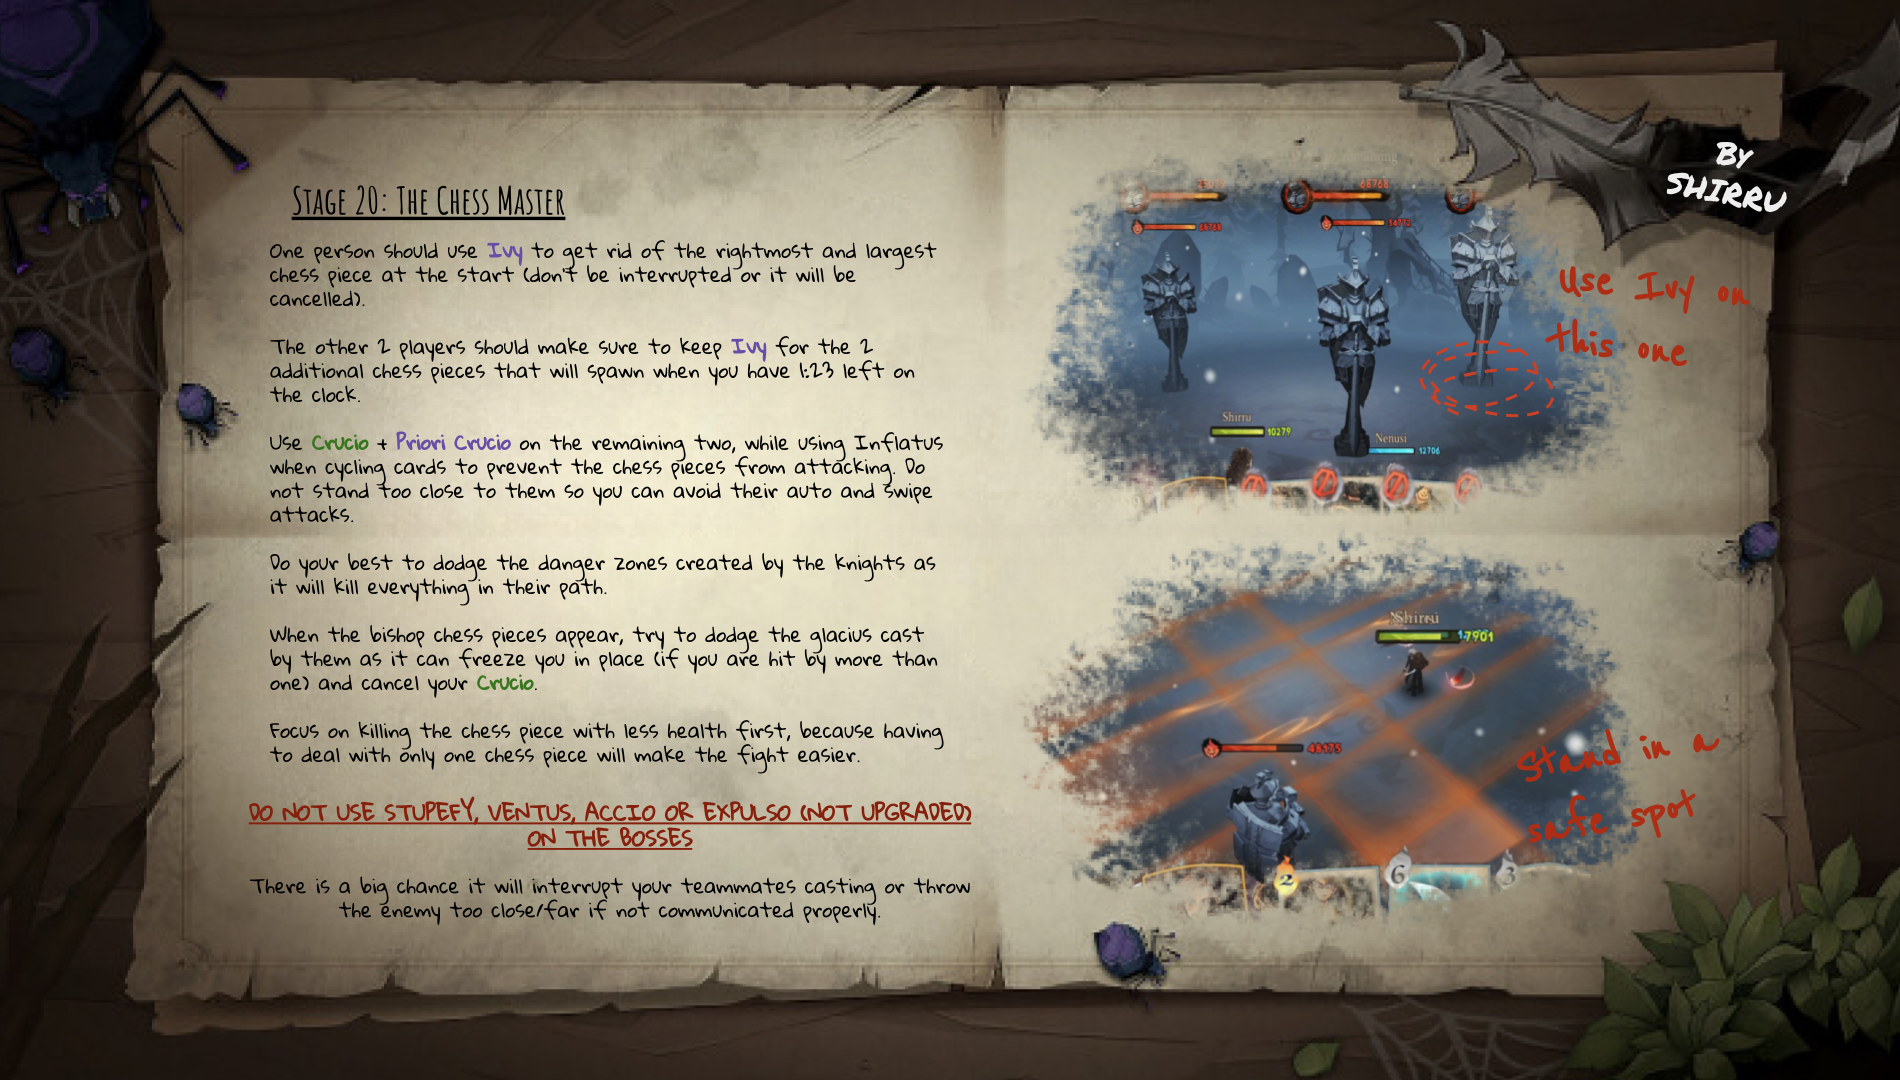 STAGE 20: THE CHESS MASTER
One person should use Ivy to get rid of the rightmost and largest
chess piece at the start (don't be interrupted or it will be
cancelled).
The other 2 players should make sure to keep Ivy for the 2
additional chess pieces that will spawn when you have 1:23 left on
the clock.
Use Crucio + Priori Crucio on the remaining two, while using Inflatus
when cycling cards to prevent the chess pieces from attacking. Do
not stand too close to them so you can avoid their auto and swipe
attacks.
Do your best to dodge the danger zones created by the knights as
it will kill everything in their path.
When the bishop chess pieces appear, try to dodge the glacius cast
by them as it can freeze you in place (if you are hit by more than
one) and cancel your Crucio.
Focus on killing the chess piece with less health first, because having
to deal with only one chess piece will make the fight easier.
DO NOT USE STUPEFY, VENTUS, ACCIO OR EXPULSO (NOT UPGRADED)
ON THE BOSSES
There is a big chance it will interrupt your teammates casting or throw
the enemy too close/far if not communicated properly.
By
SHIRRU
68768
Use Ivy on
this one
Shirru
10279
Nenusi
12706
Shirru
7901
48175
Stand in a
safe spot
2
6
3